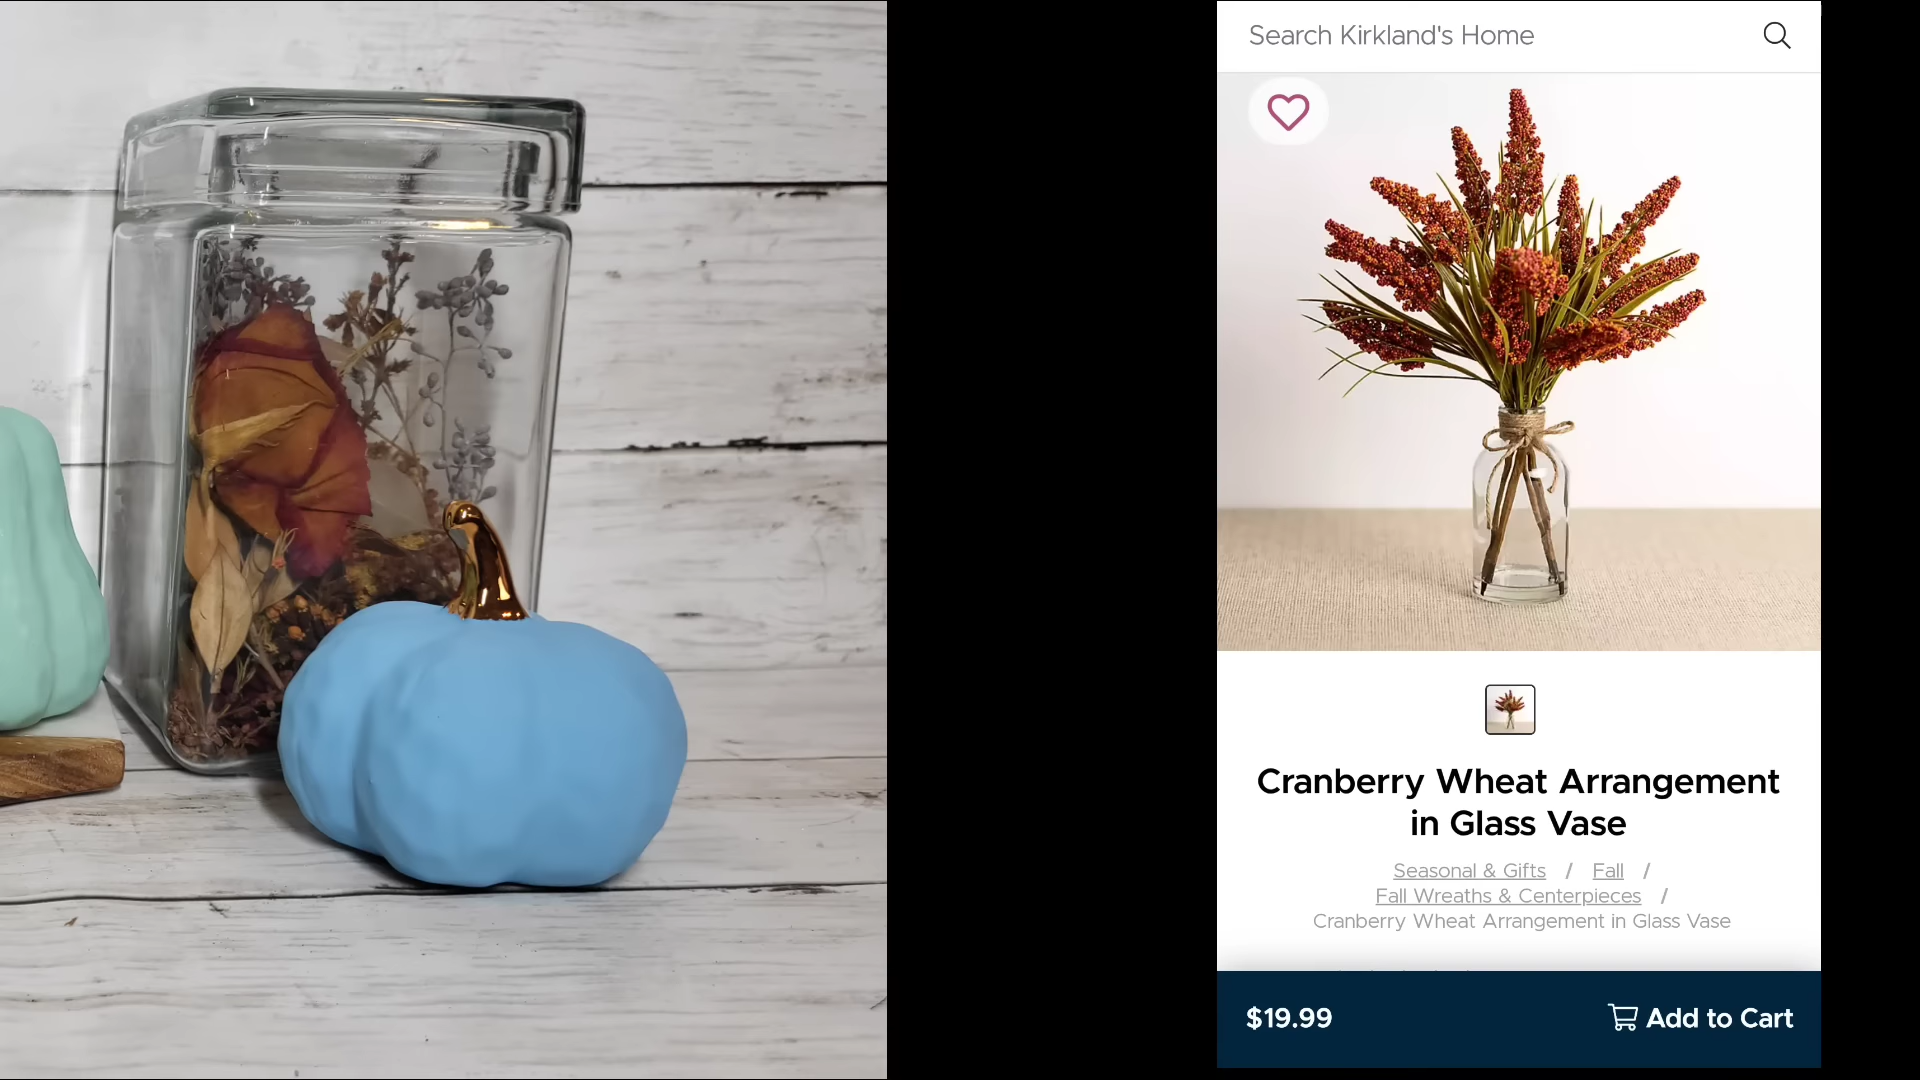 Search Kirkland's Home
Cranberry Wheat Arrangement
in Glass Vase
Seasonal & Gifts / Fall /
Fall Wreaths & Centerpieces /
Cranberry Wheat Arrangement in Glass Vase
$19.99
Add to Cart